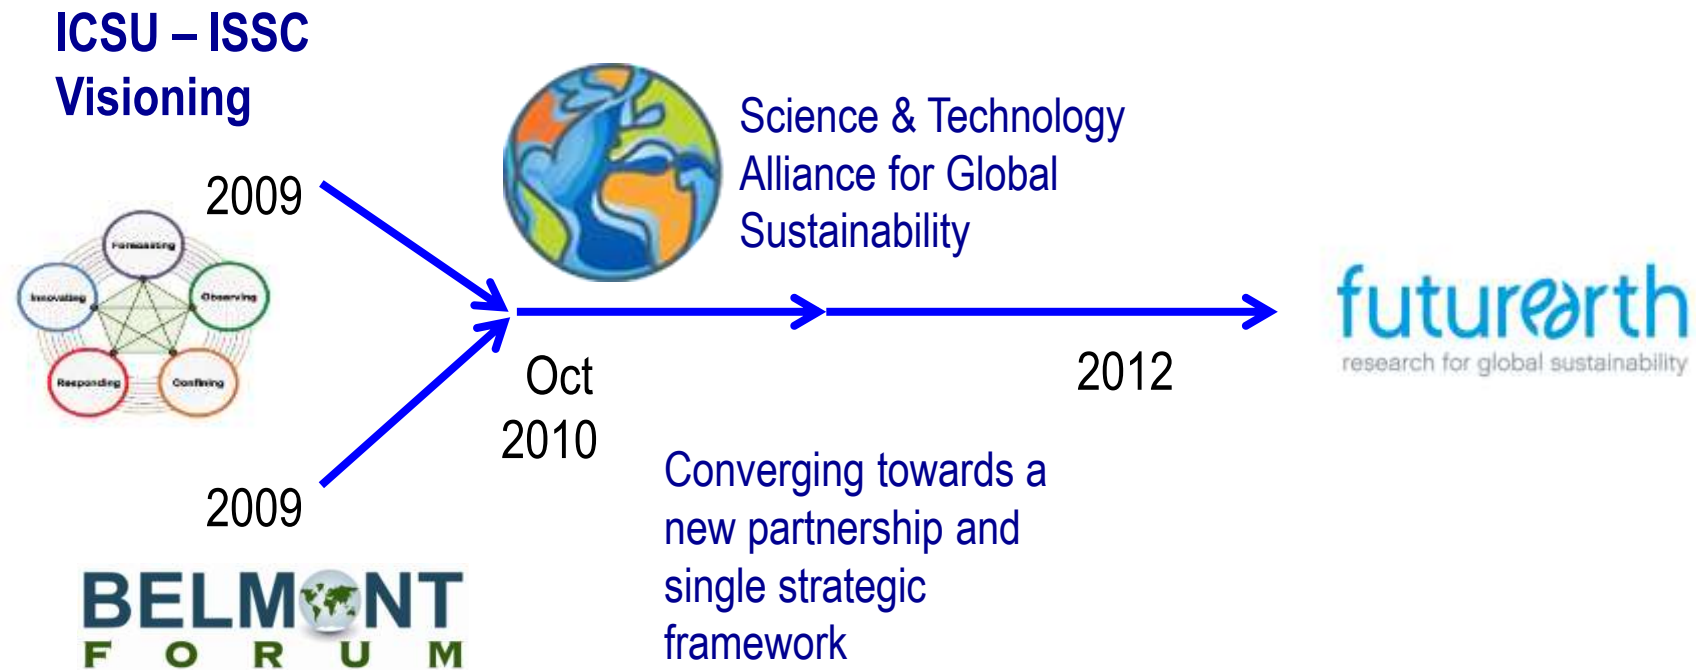 ICSU – ISSC
Visioning
2009
Forecasting
Innovating
Observing
Responding
Confining
2009
BELMONT
FORUM
Science & Technology
Alliance for Global
Sustainability
Oct
2010
2012
Converging towards a
new partnership and
single strategic
framework
futurearth
research for global sustainability